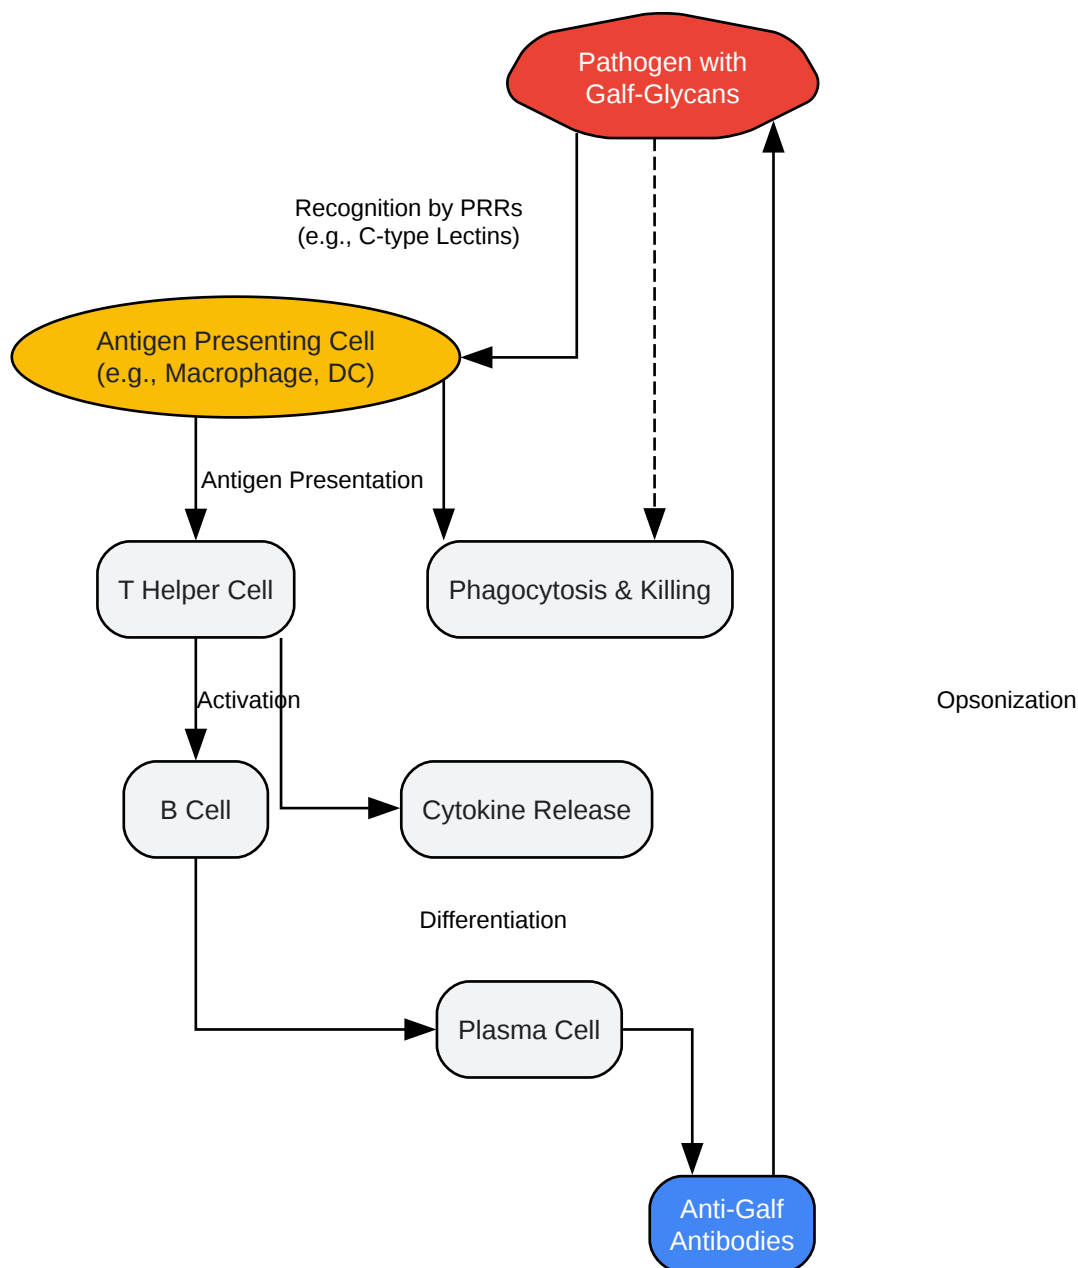 Pathogen with
Galf-Glycans
Recognition by PRRs
(e.g., C-type Lectins)
Antigen Presenting Cell
(e.g., Macrophage, DC)
Antigen Presentation
T Helper Cell
Phagocytosis & Killing
Activation
Opsonization
B Cell
Cytokine Release
Differentiation
Plasma Cell
Anti-Galf
Antibodies